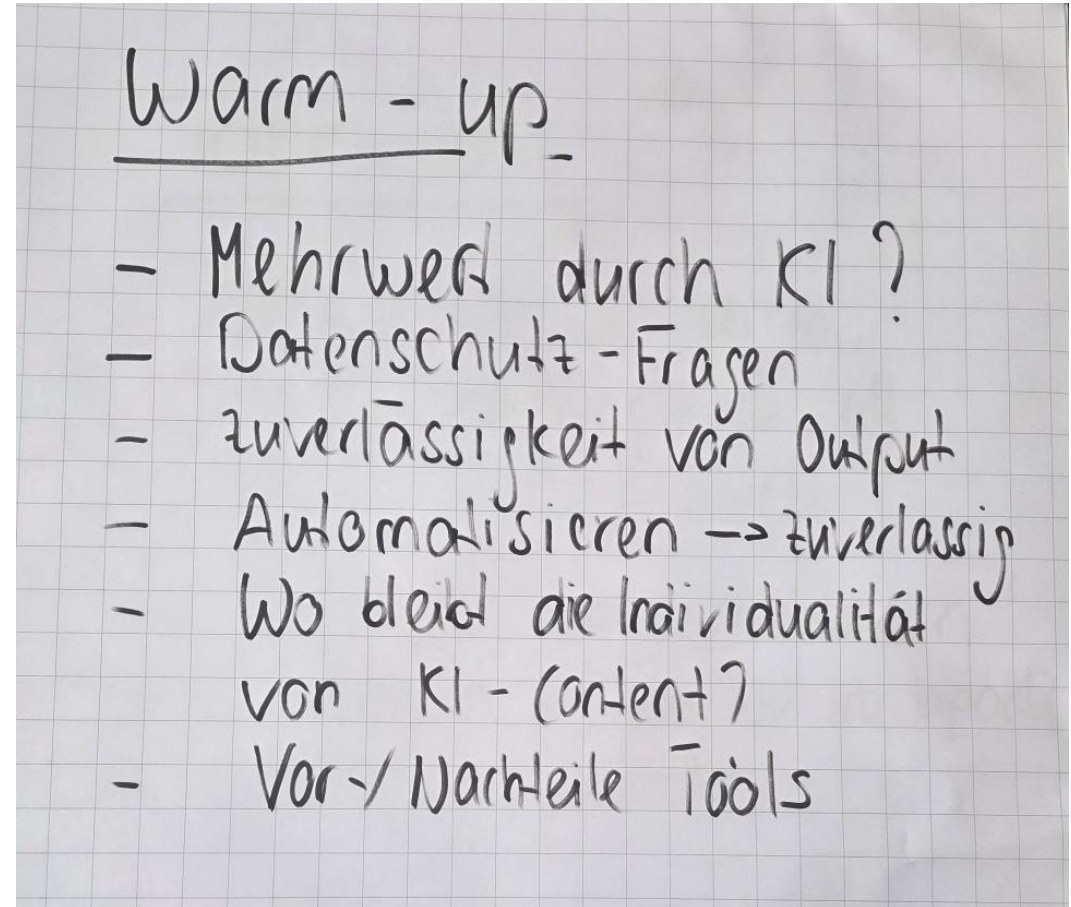 Warm - up
- Mehrwert durch KI?
- Datenschutz - Fragen
- Zuverlässigkeit von Output
- Automatisieren -> zuverlässig
- Wo bleibt die Individualität
von KI - Content?
- Vor-/Nachteile Tools